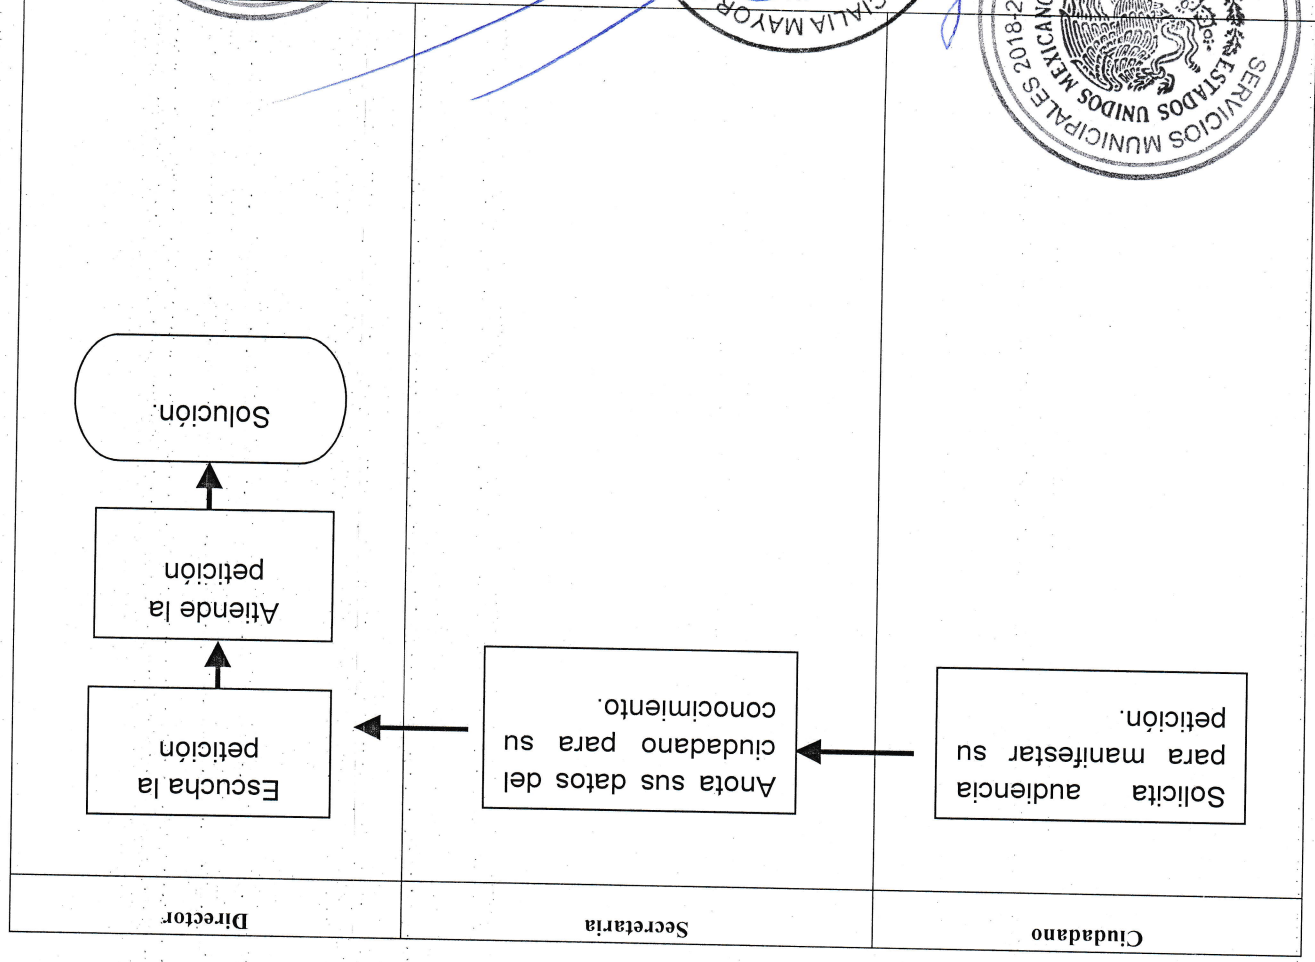 Ciudadano
Secretaria
Director
Solicita audiencia
para manifestar su
petición.
Anota sus datos del
ciudadano para su
conocimiento.
Escucha la
petición
Atiende la
petición
Solución.
SERVICIOS MUNICIPALES 2018-2
ESTADOS UNIDOS MEXICANO
CIALIA MAYOR